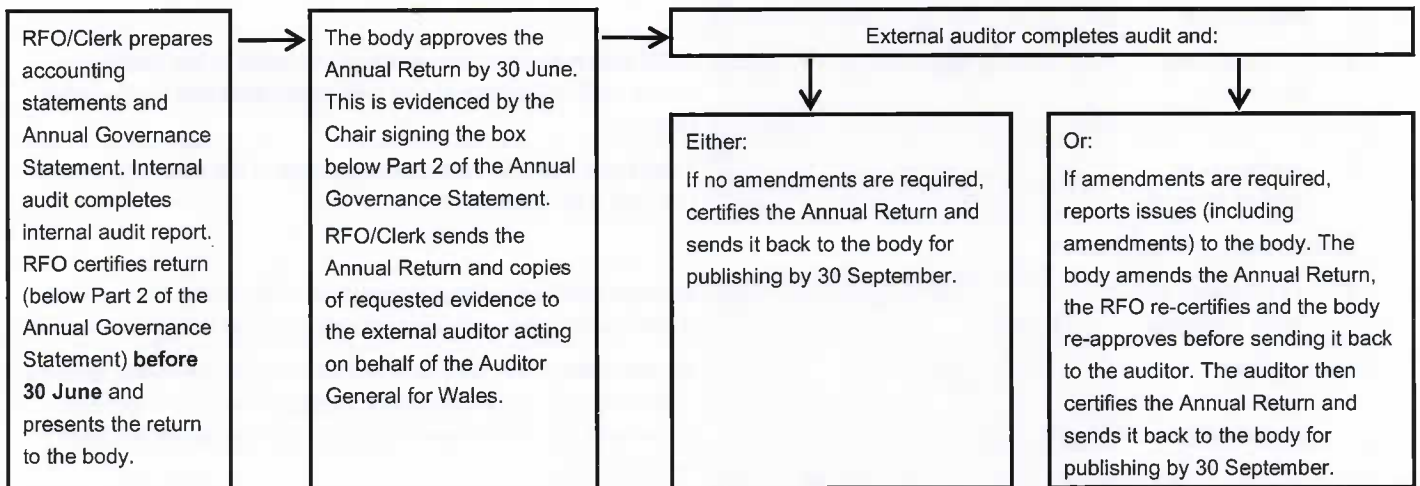 RFO/Clerk prepares
accounting
statements and
Annual Governance
Statement. Internal
audit completes
internal audit report.
RFO certifies return
(below Part 2 of the
Annual Governance
Statement) before
30 June and
presents the return
to the body.
The body approves the
Annual Return by 30 June.
This is evidenced by the
Chair signing the box
below Part 2 of the Annual
Governance Statement.
RFO/Clerk sends the
Annual Return and copies
of requested evidence to
the external auditor acting
on behalf of the Auditor
General for Wales.
External auditor completes audit and:
Either:
If no amendments are required,
certifies the Annual Return and
sends it back to the body for
publishing by 30 September.
Or:
If amendments are required,
reports issues (including
amendments) to the body. The
body amends the Annual Return,
the RFO re-certifies and the body
re-approves before sending it back
to the auditor. The auditor then
certifies the Annual Return and
sends it back to the body for
publishing by 30 September.